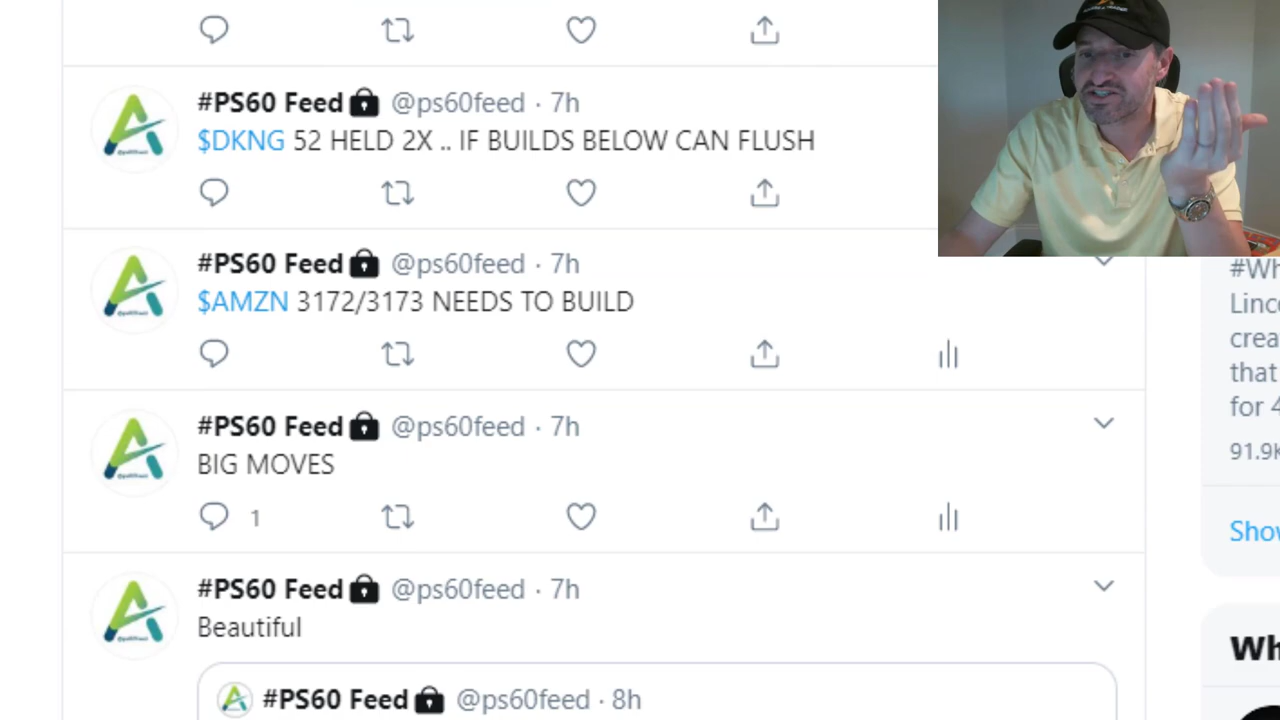 #PS60 Feed @ps60feed · 7h
$DKNG 52 HELD 2X .. IF BUILDS BELOW CAN FLUSH
#PS60 Feed @ps60feed · 7h
$AMZN 3172/3173 NEEDS TO BUILD
#PS60 Feed @ps60feed · 7h
BIG MOVES
1
#PS60 Feed @ps60feed · 7h
Beautiful
#PS60 Feed @ps60feed · 8h
#Wh
Linc
crea
that
for 4
91.9K
Show
Wh